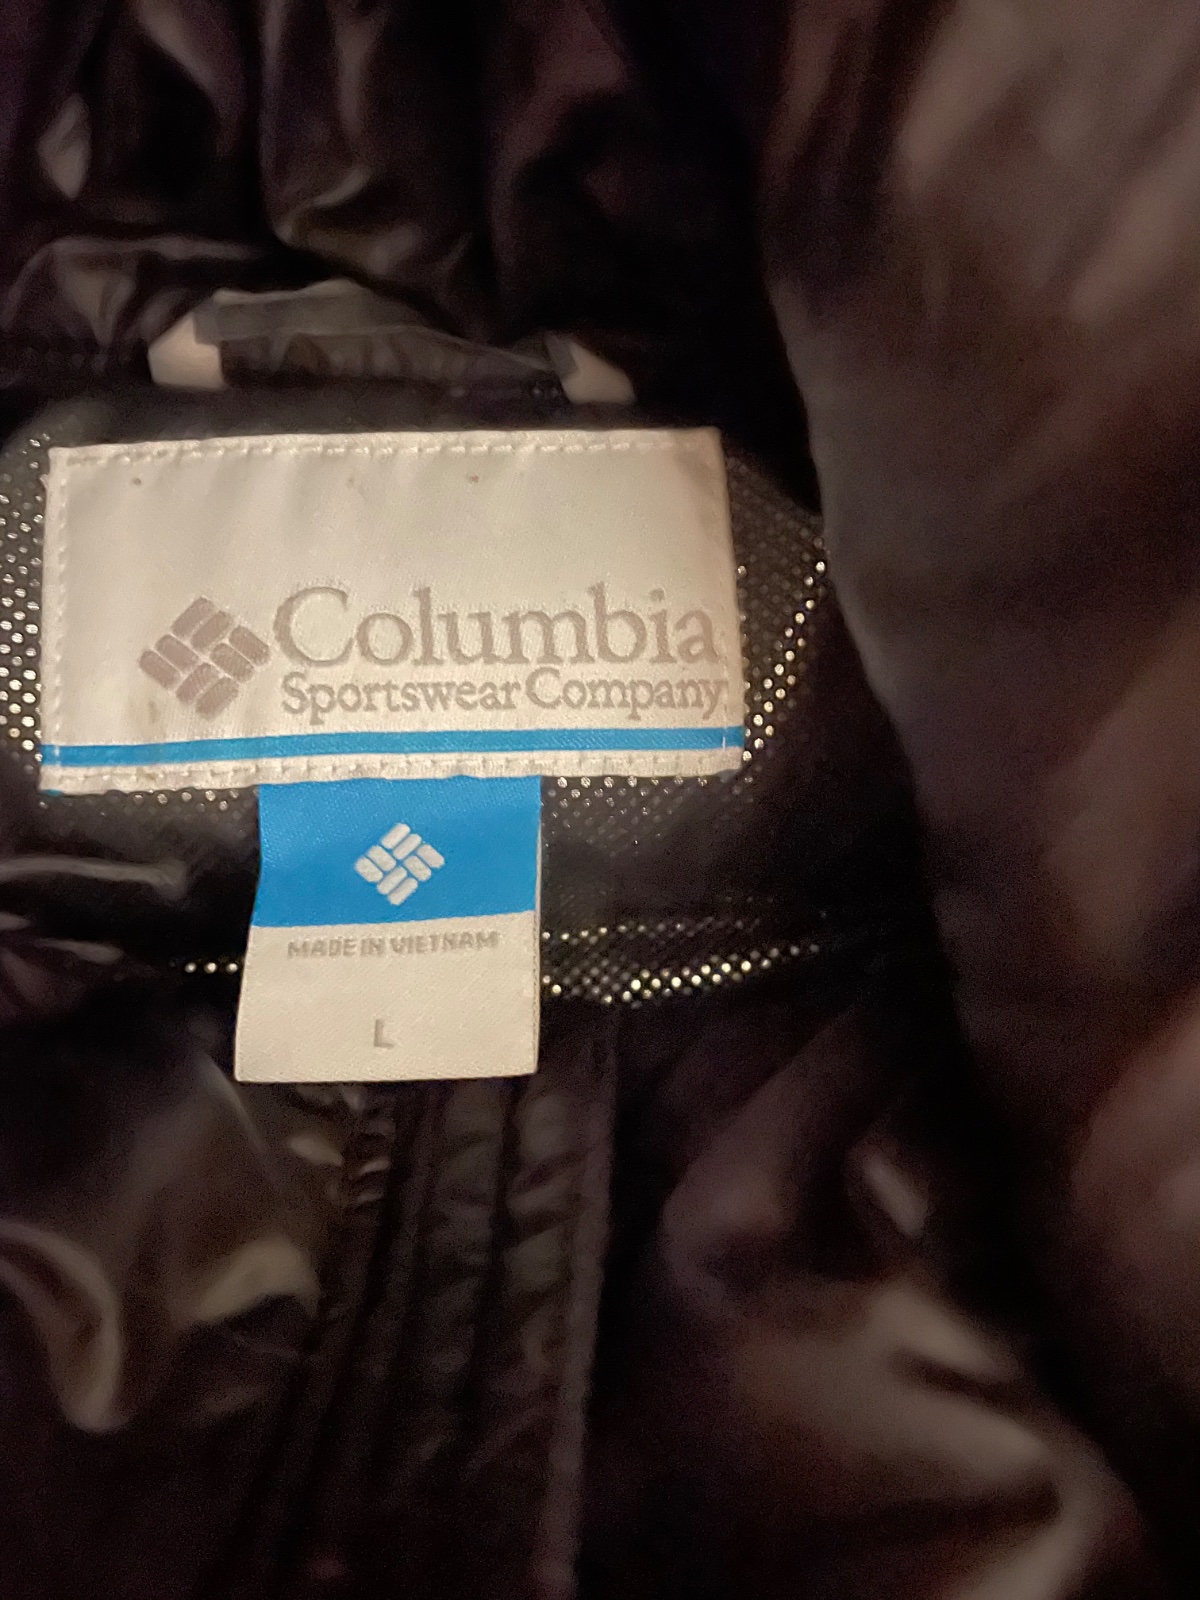 Columbia
Sportswear Company
MADE IN VIETNAM
L